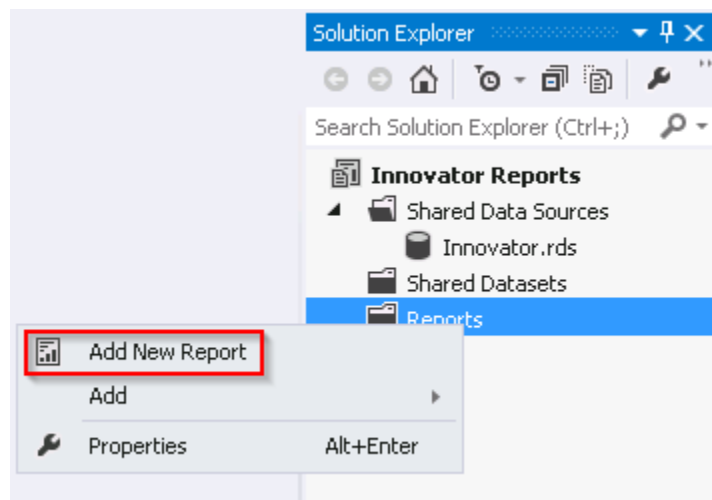 Solution Explorer
Search Solution Explorer (Ctrl+;)
Innovator Reports
Shared Data Sources
Innovator.rds
Shared Datasets
Reports
Add New Report
Add
Properties Alt+Enter